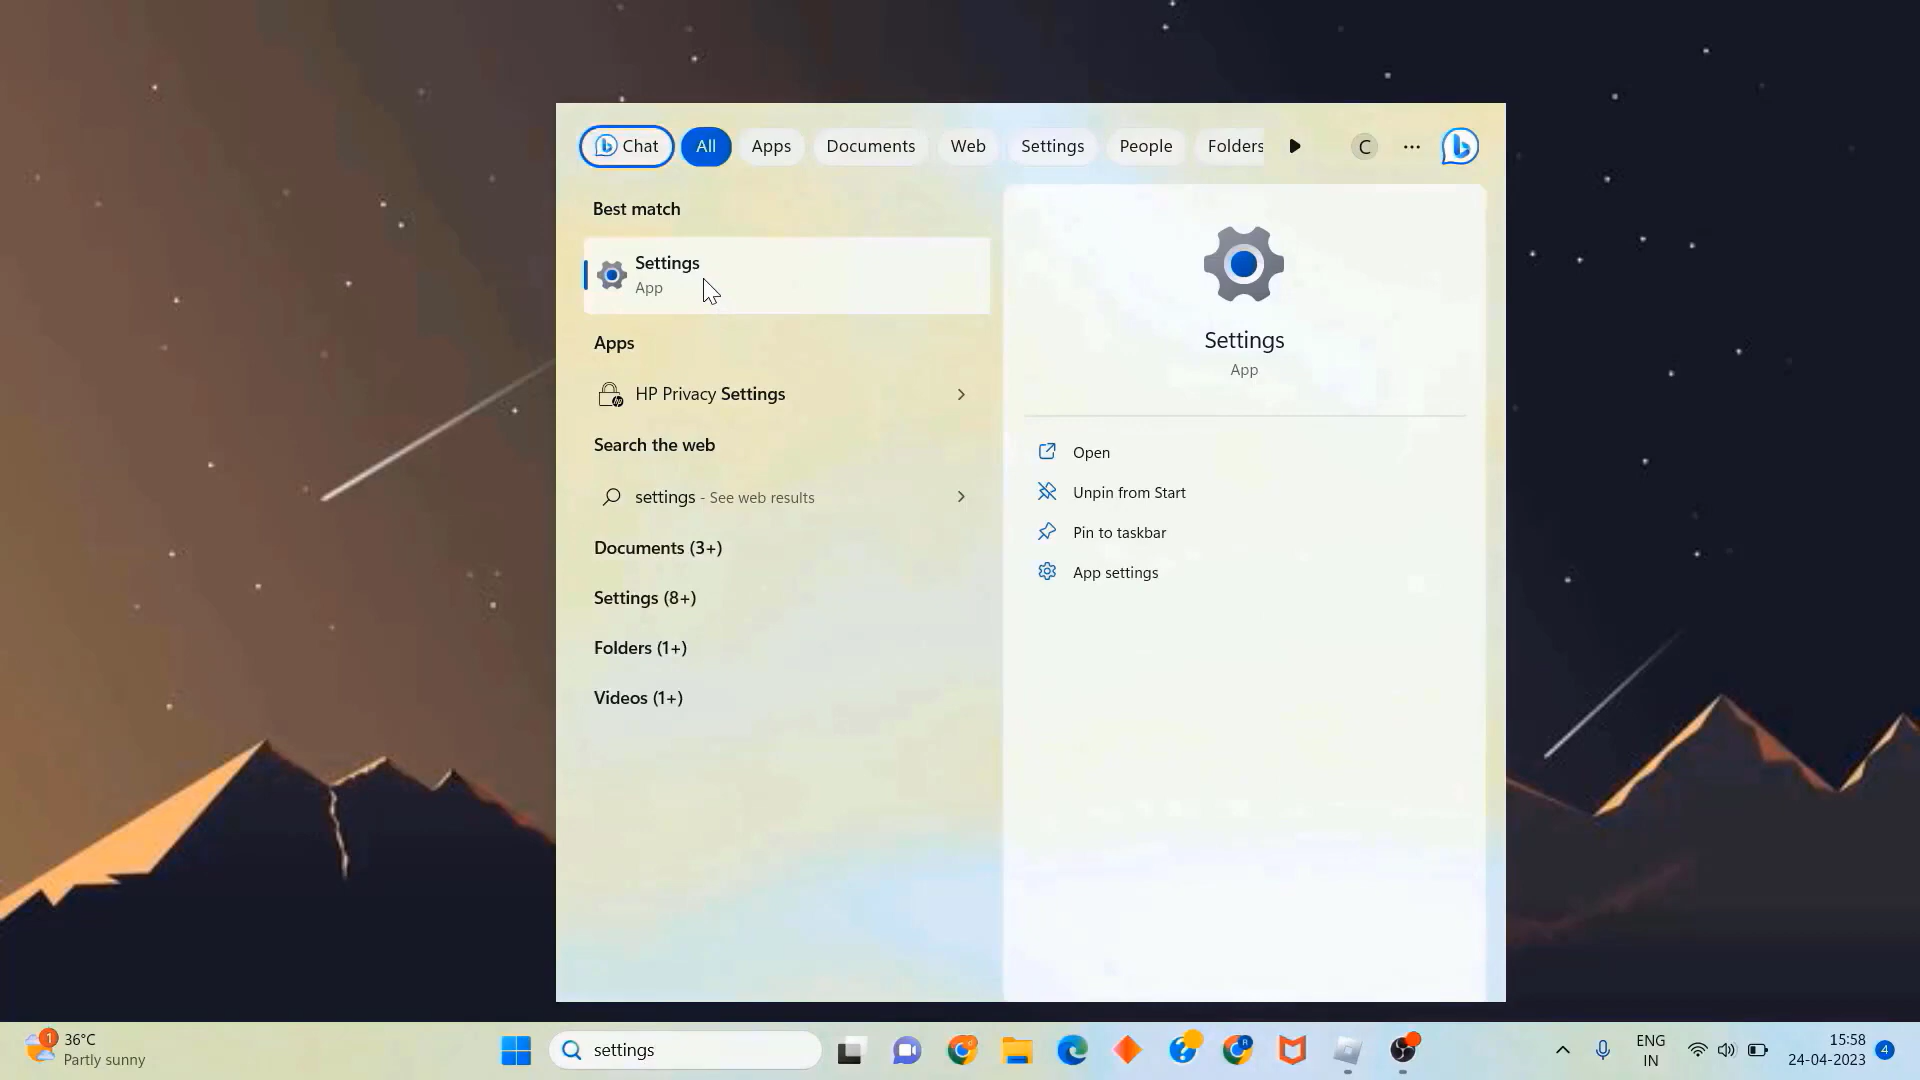 Chat
All
Apps
Documents
Web
Settings
People
Folders
C
Best match
Settings
App
Apps
HP Privacy Settings
Search the web
settings - See web results
Documents (3+)
Settings (8+)
Folders (1+)
Videos (1+)
Settings
App
Open
Unpin from Start
Pin to taskbar
App settings
1
36°C
Partly sunny
settings
ENG
IN
15:58
24-04-2023
4